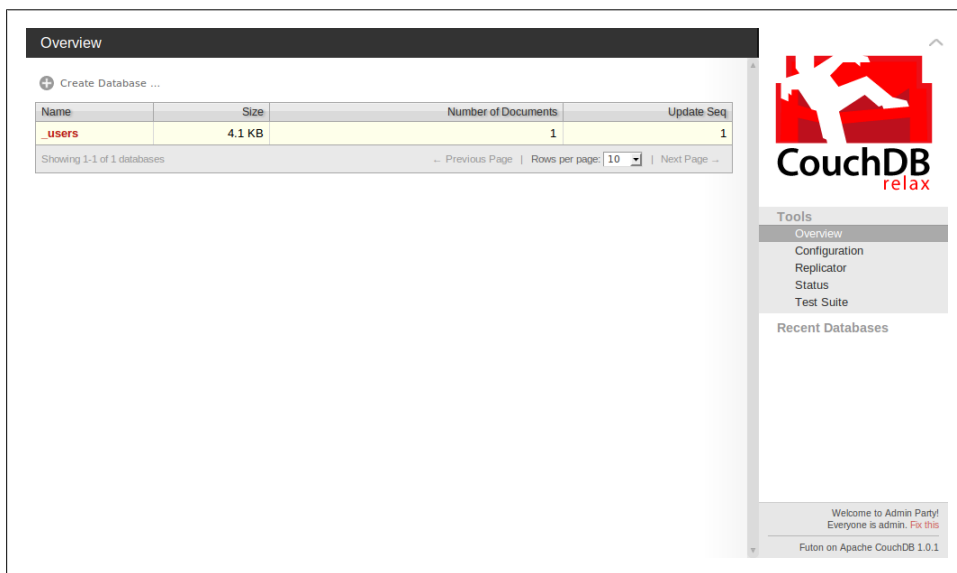 Overview
Create Database ...
Name Size Number of Documents Update Seq
_users 4.1 KB 1 1
Showing 1-1 of 1 databases ← Previous Page | Rows per page: 10 | Next Page →
CouchDB
relax
Tools
Overview
Configuration
Replicator
Status
Test Suite
Recent Databases
Welcome to Admin Party!
Everyone is admin. Fix this
Futon on Apache CouchDB 1.0.1